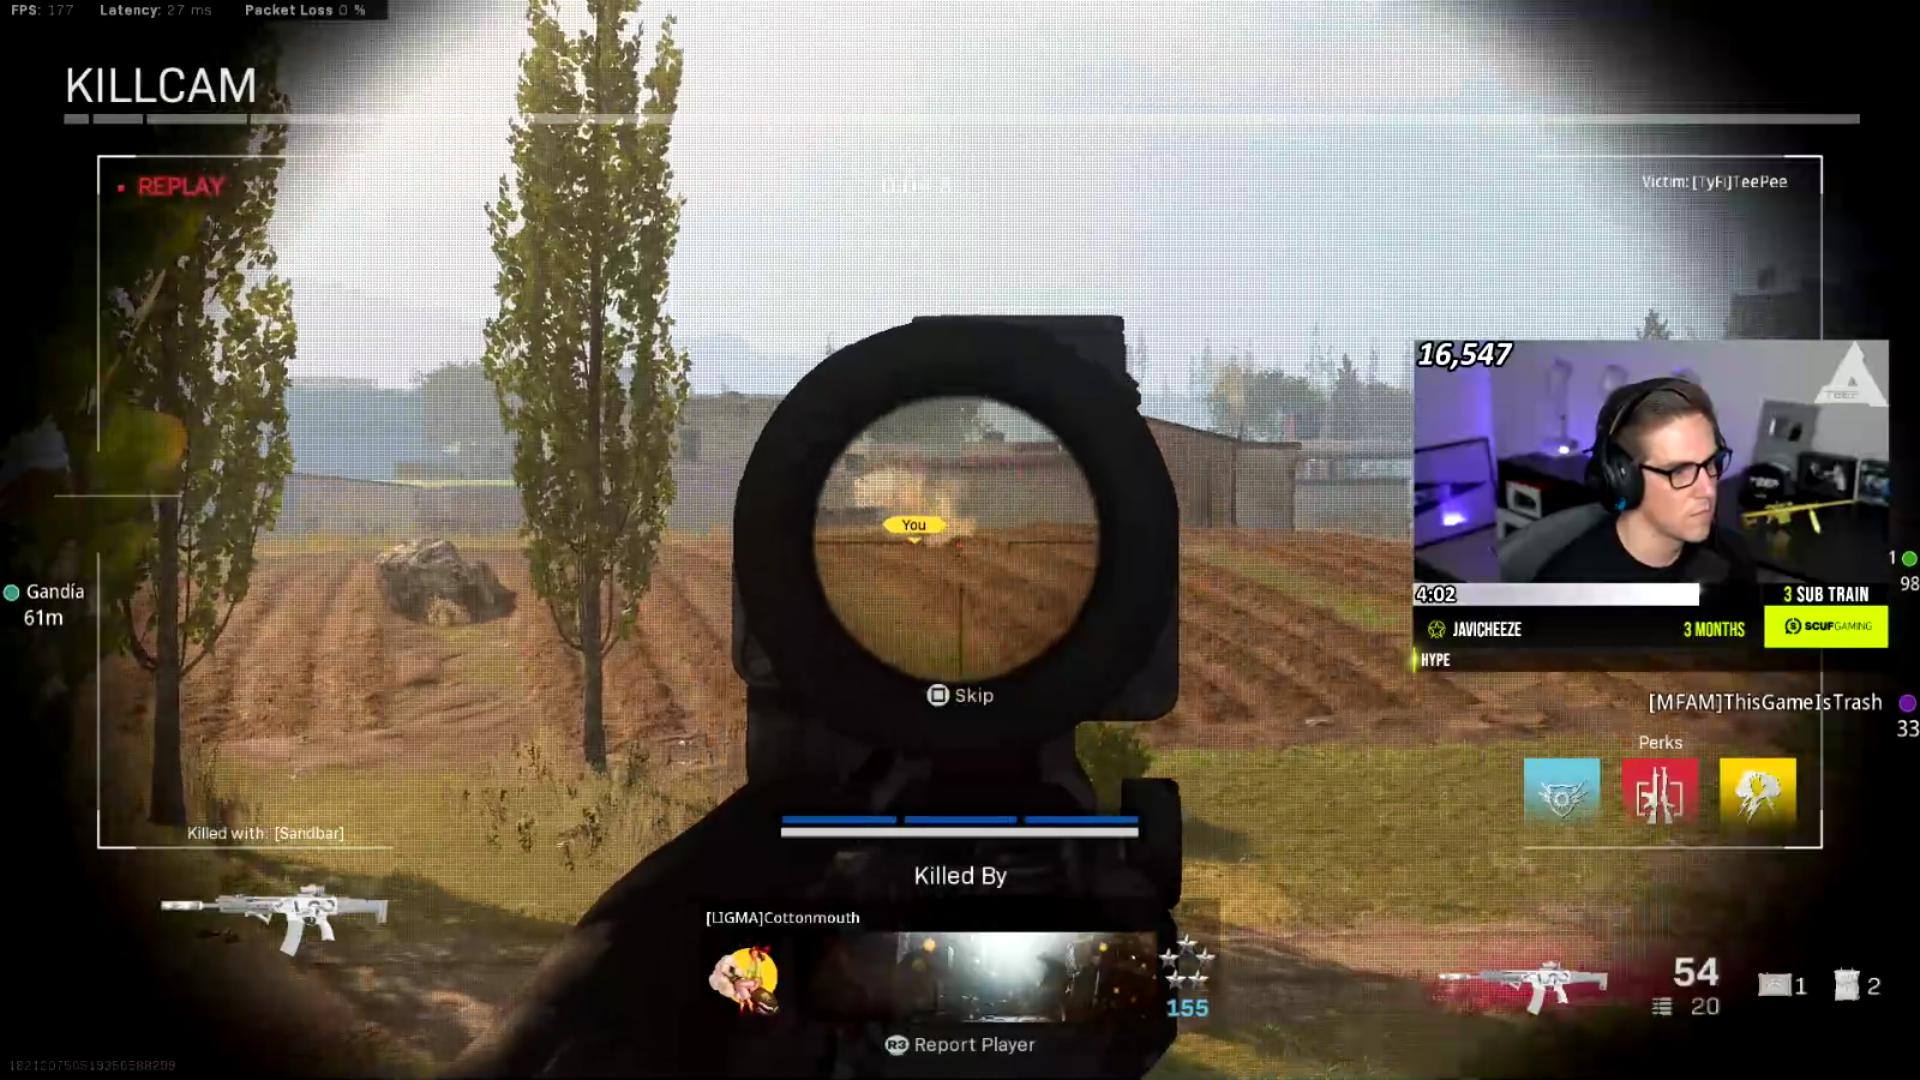 FPS: 177 Latency: 27 ms Packet Loss 0 %
KILLCAM
REPLAY
Victim: [TyFi]TeePee
16,547
You
Gandía
61m
1
98
4:02
3 SUB TRAIN
JAVICHEEZE 3 MONTHS
SCUFGAMING
HYPE
Skip
[MFAM]ThisGameIsTrash
33
Perks
Killed with: [Sandbar]
Killed By
[LIGMA]Cottonmouth
155
54
20
1
2
R3 Report Player